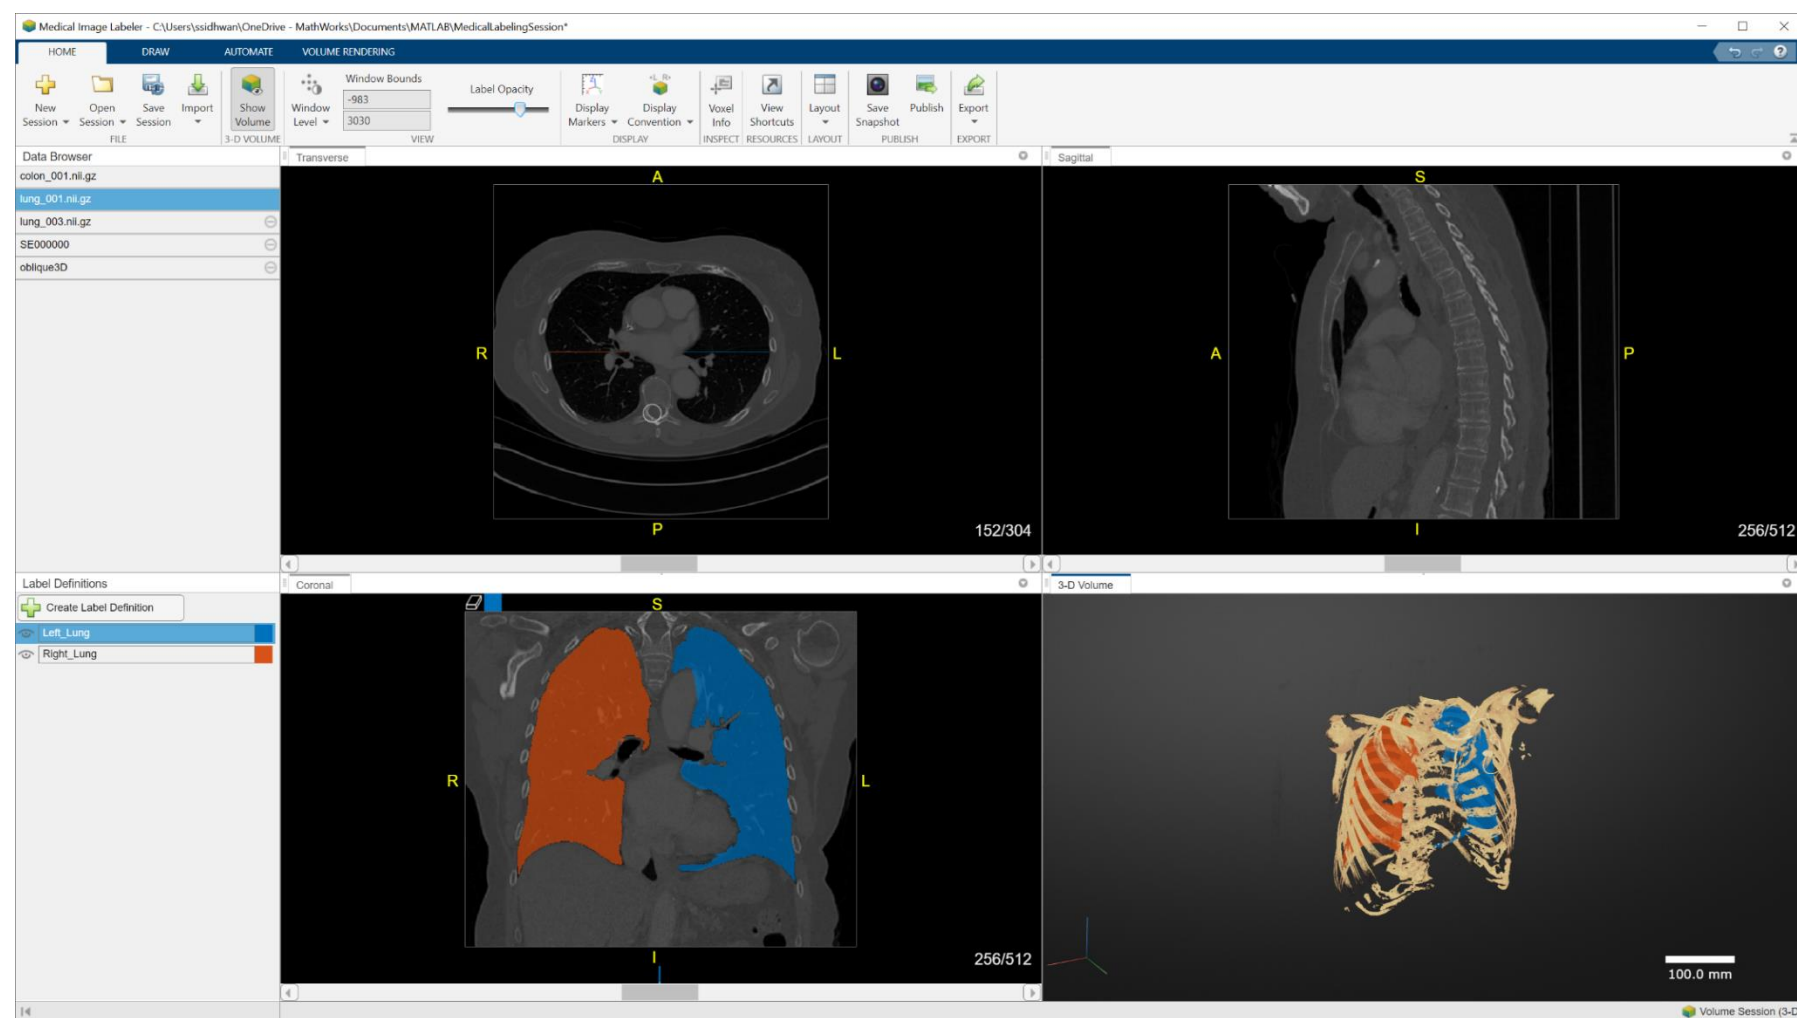 Medical Image Labeler - C:\Users\ssidhwan\OneDrive - MathWorks\Documents\MATLAB\MedicalLabelingSession*
HOME DRAW AUTOMATE VOLUME RENDERING
New Session
Open Session
Save Session
Import
Show Volume
Window Level
Window Bounds
-983
3030
Label Opacity
Display Markers
L R
Display Convention
Voxel Info
View Shortcuts
Layout
Save Snapshot
Publish
Export
FILE 3-D VOLUME VIEW DISPLAY INSPECT RESOURCES LAYOUT PUBLISH EXPORT
Data Browser
colon_001.nii.gz
lung_001.nii.gz
lung_003.nii.gz
SE000000
oblique3D
Transverse
A
R
L
P
152/304
Sagittal
S
A
P
I
256/512
Label Definitions
Create Label Definition
Left_Lung
Right_Lung
Coronal
S
R
L
I
256/512
3-D Volume
100.0 mm
Volume Session (3-D